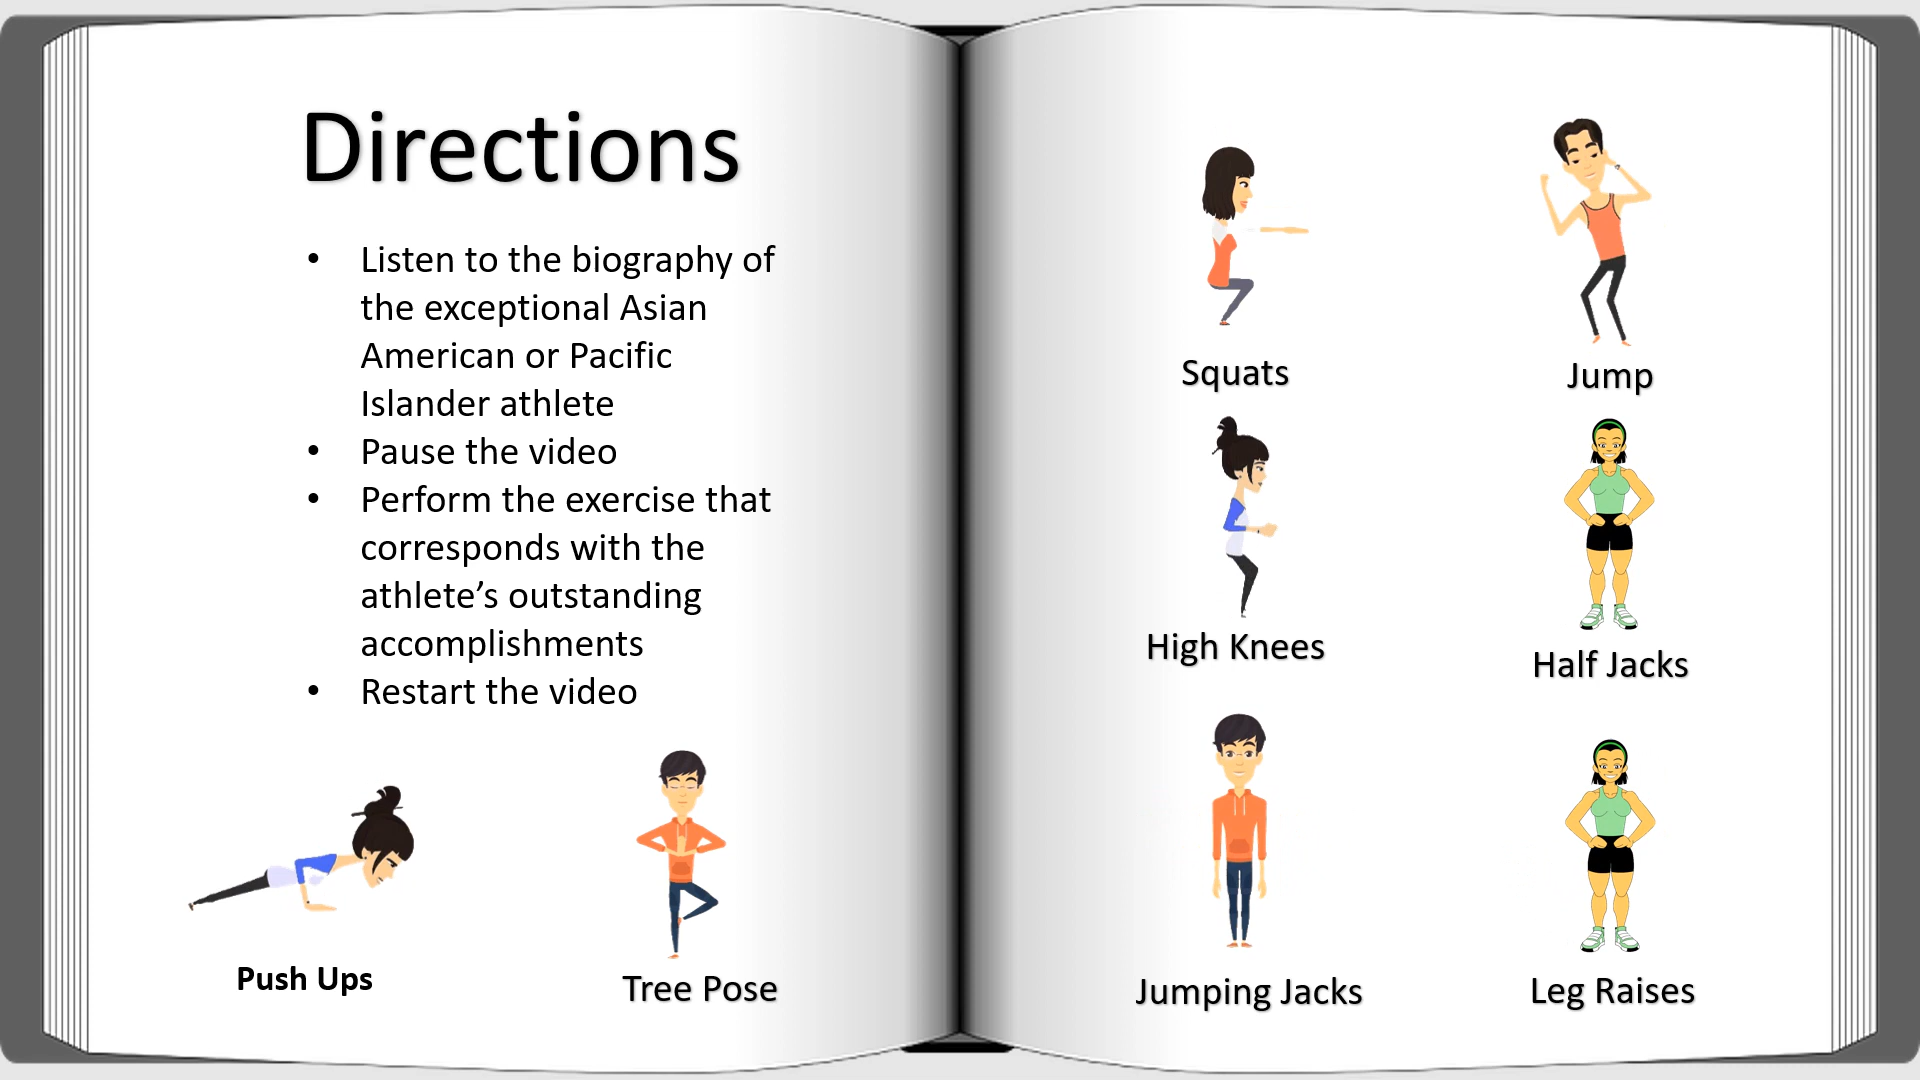 Directions
• Listen to the biography of
the exceptional Asian
American or Pacific
Islander athlete
• Pause the video
• Perform the exercise that
corresponds with the
athlete’s outstanding
accomplishments
• Restart the video
Push Ups
Tree Pose
Squats
Jump
High Knees
Half Jacks
Jumping Jacks
Leg Raises